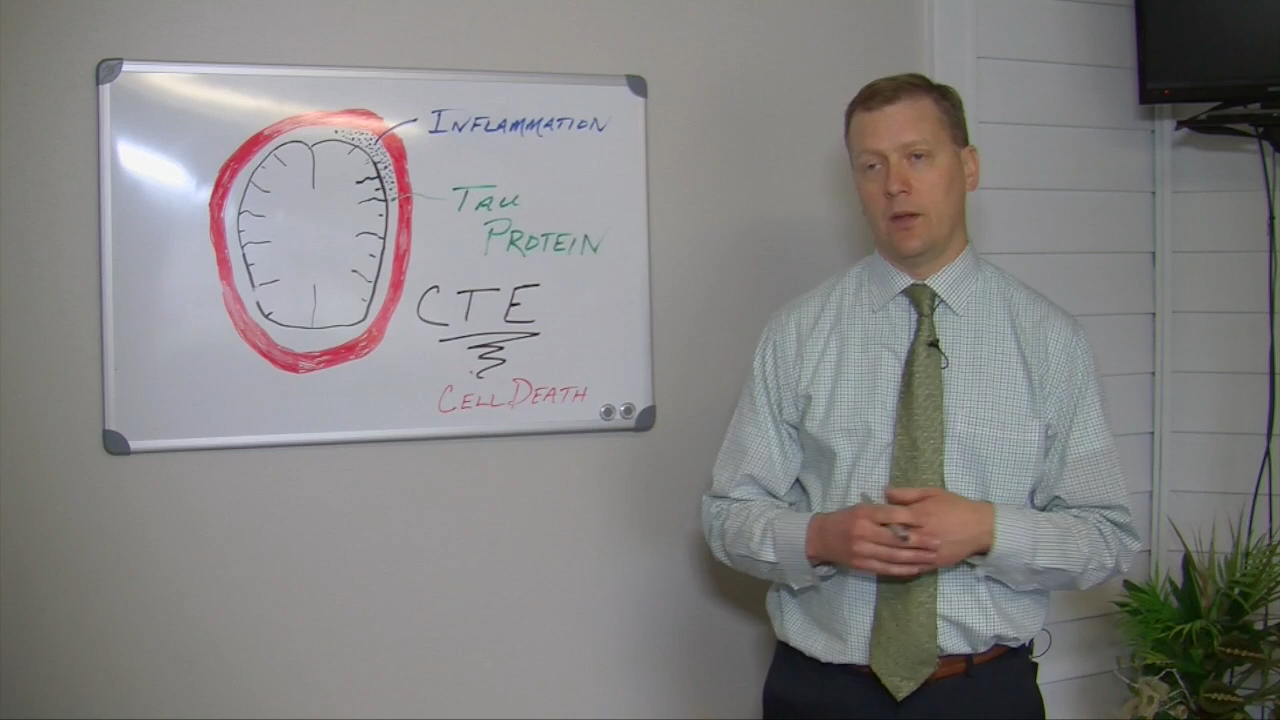 INFLAMMATION
TAU
PROTEIN
CTE
CELL DEATH